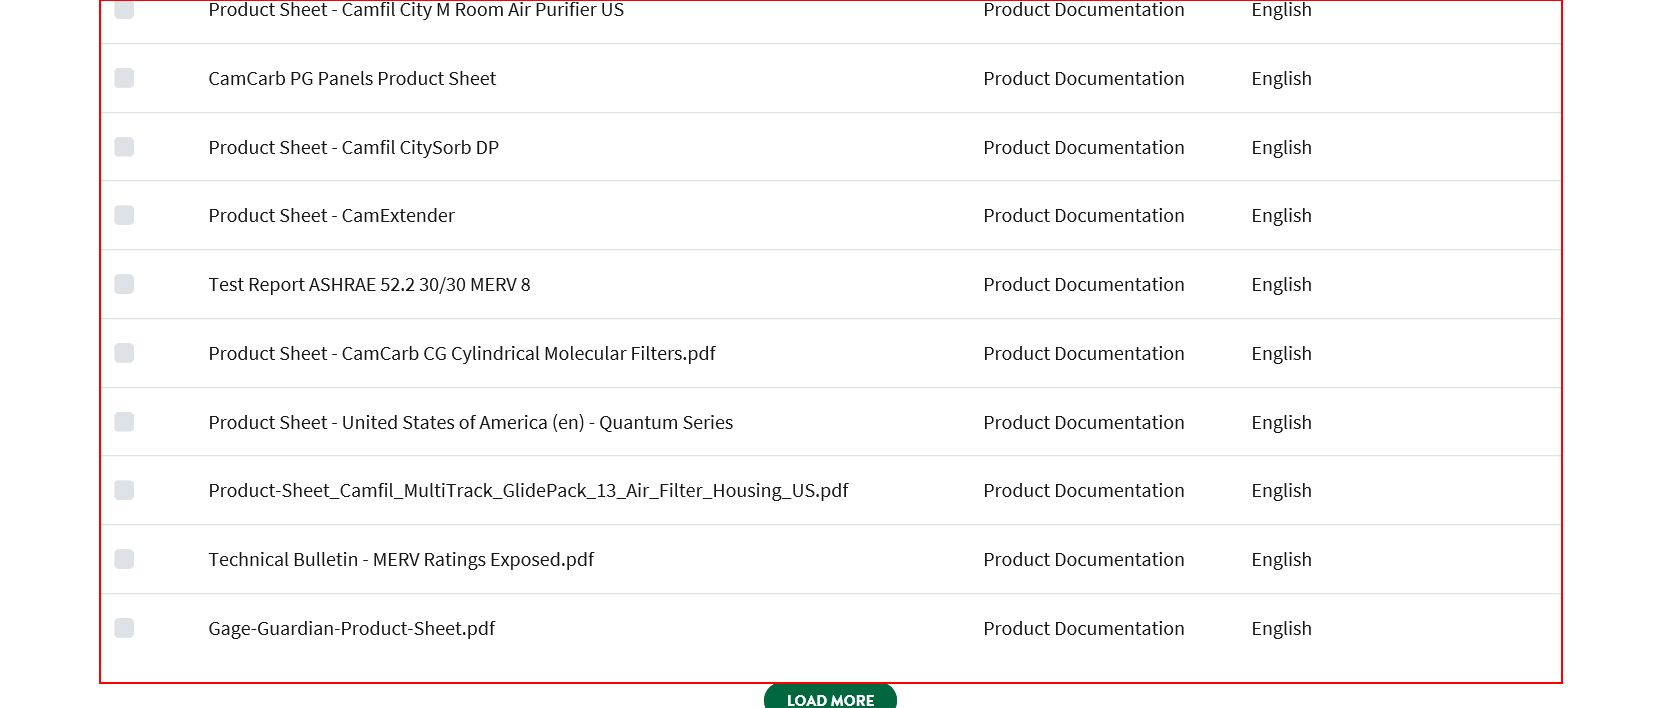 Product Sheet - Camfil City M Room Air Purifier US Product Documentation English
CamCarb PG Panels Product Sheet Product Documentation English
Product Sheet - Camfil CitySorb DP Product Documentation English
Product Sheet - CamExtender Product Documentation English
Test Report ASHRAE 52.2 30/30 MERV 8 Product Documentation English
Product Sheet - CamCarb CG Cylindrical Molecular Filters.pdf Product Documentation English
Product Sheet - United States of America (en) - Quantum Series Product Documentation English
Product-Sheet_Camfil_MultiTrack_GlidePack_13_Air_Filter_Housing_US.pdf Product Documentation English
Technical Bulletin - MERV Ratings Exposed.pdf Product Documentation English
Gage-Guardian-Product-Sheet.pdf Product Documentation English
LOAD MORE